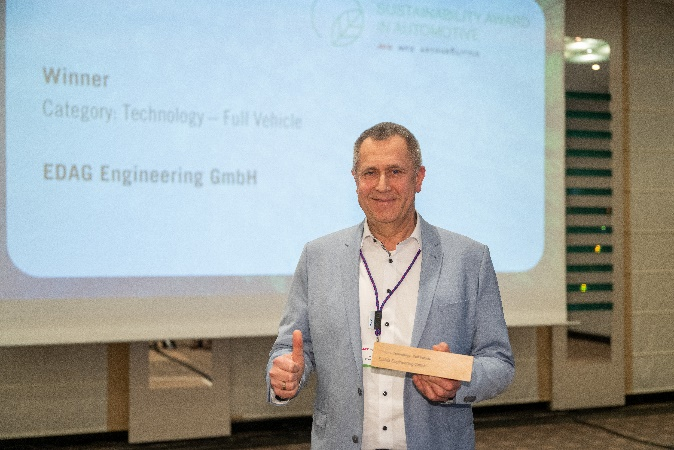 SUSTAINABILITY AWARD
IN AUTOMOTIVE
Winner
Category: Technology – Full Vehicle
EDAG Engineering GmbH